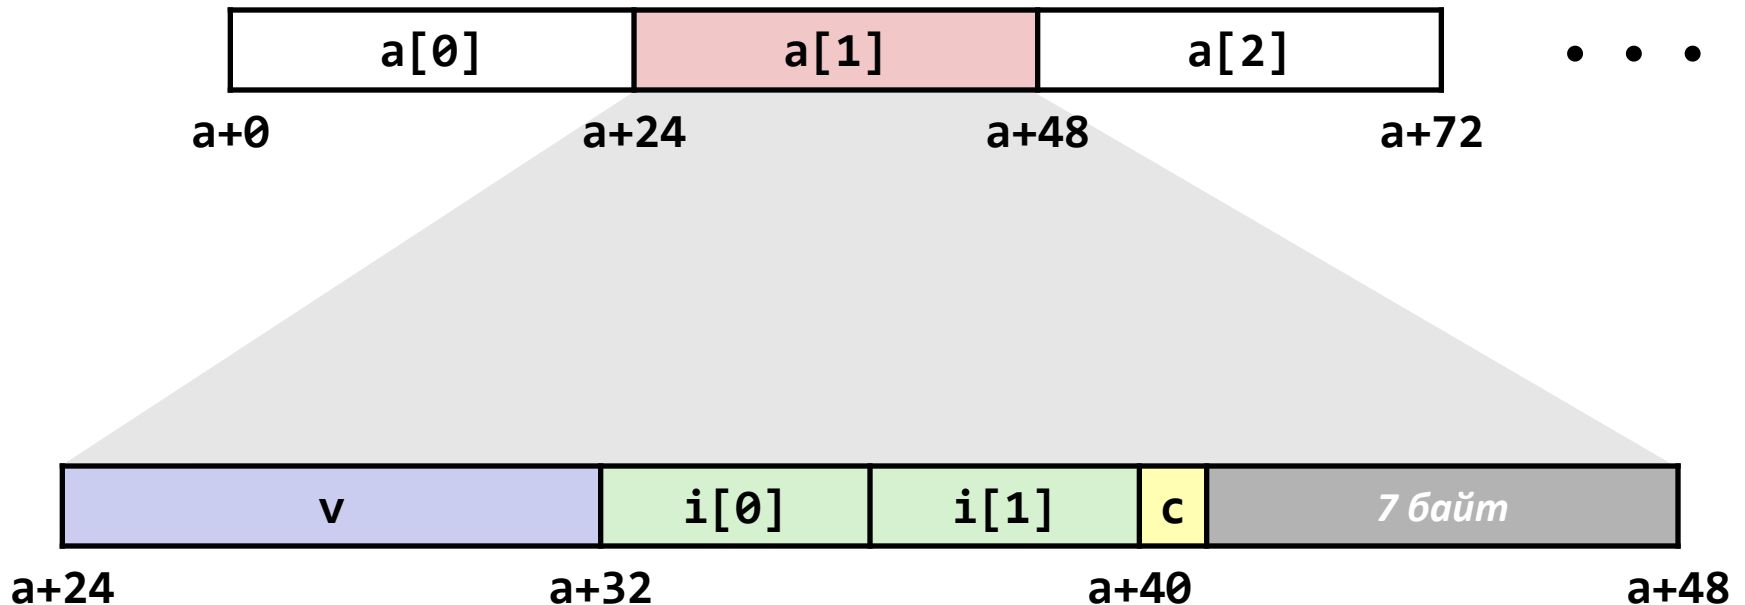 a[0] a[1] a[2] • • •
a+0 a+24 a+48 a+72
v i[0] i[1] c 7 байт
a+24 a+32 a+40 a+48